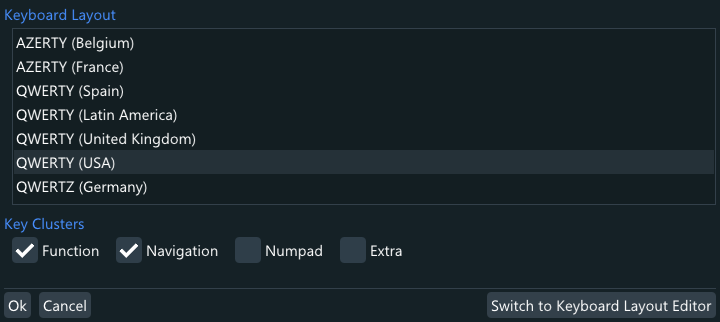 Keyboard Layout
AZERTY (Belgium)
AZERTY (France)
QWERTY (Spain)
QWERTY (Latin America)
QWERTY (United Kingdom)
QWERTY (USA)
QWERTZ (Germany)
Key Clusters
Function Navigation Numpad Extra
Ok Cancel Switch to Keyboard Layout Editor